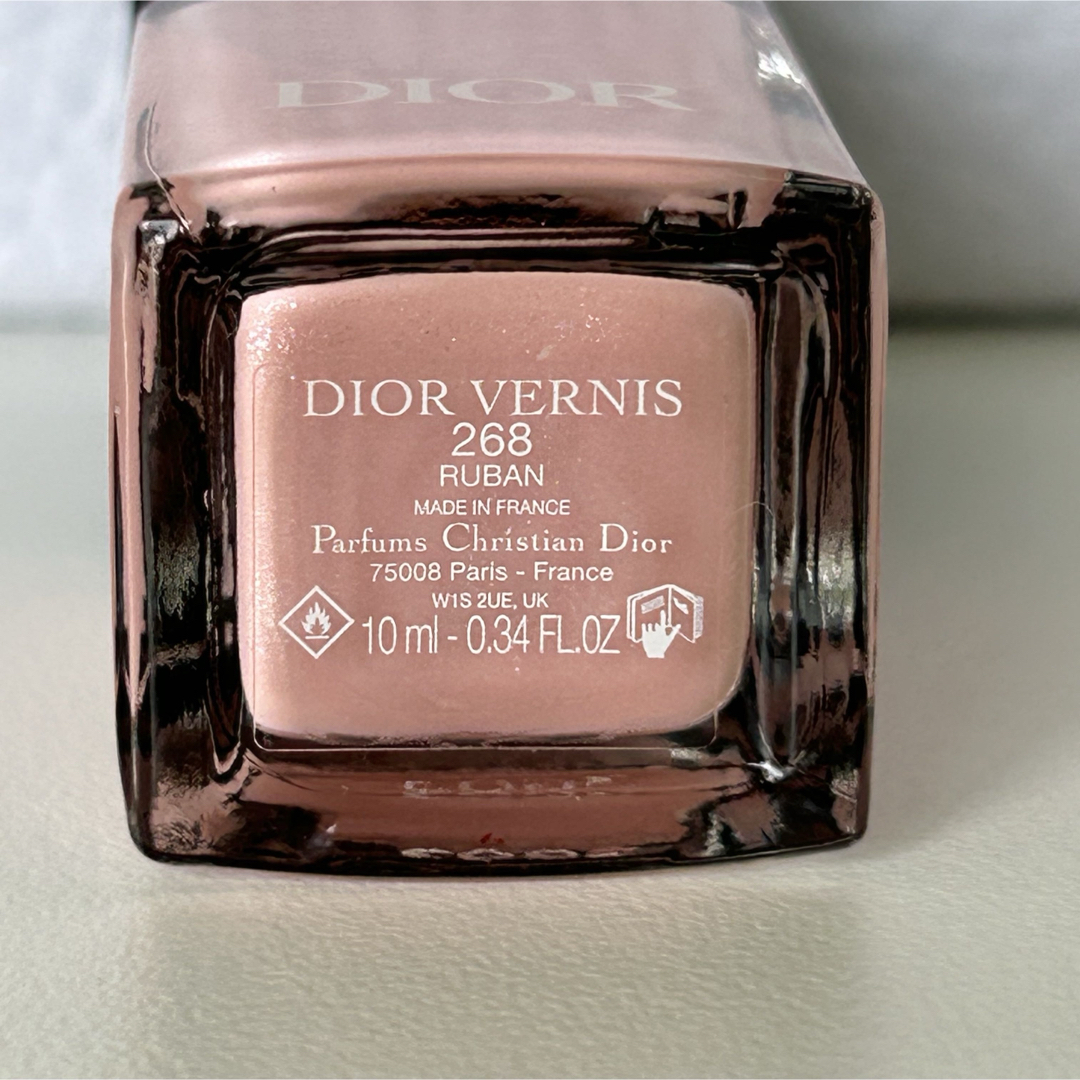 DIOR
DIOR VERNIS
268
RUBAN
MADE IN FRANCE
Parfums Christian Dior
75008 Paris - France
W1S 2UE, UK
10 ml - 0.34 FL.OZ